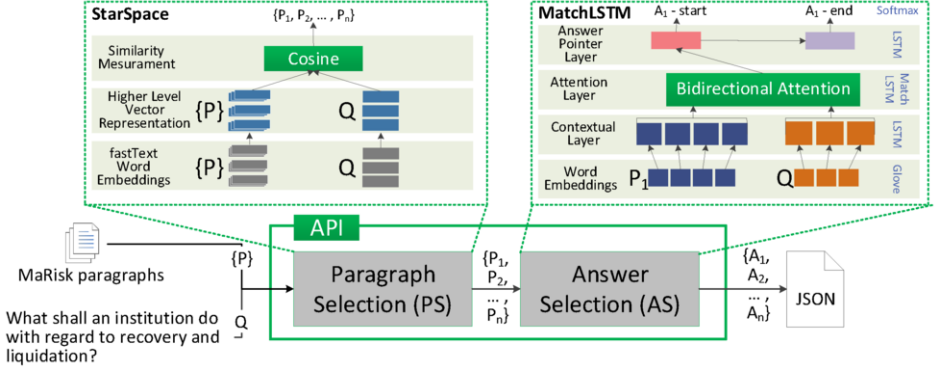 StarSpace
{P₁, P₂, ... , Pₙ}
Similarity
Mesurament
Cosine
Higher Level
Vector
Representation
{P}
Q
fastText
Word
Embeddings
{P}
Q
MatchLSTM
A₁ - start
A₁ - end
Softmax
Answer
Pointer
Layer
LSTM
Attention
Layer
Bidirectional Attention
Match
LSTM
Contextual
Layer
LSTM
Word
Embeddings
P₁
Q
Glove
API
MaRisk paragraphs
{P}
Q
What shall an institution do
with regard to recovery and
liquidation?
Paragraph
Selection (PS)
{P₁,
P₂,
... ,
Pₙ}
Answer
Selection (AS)
{A₁,
A₂,
... ,
Aₙ}
JSON